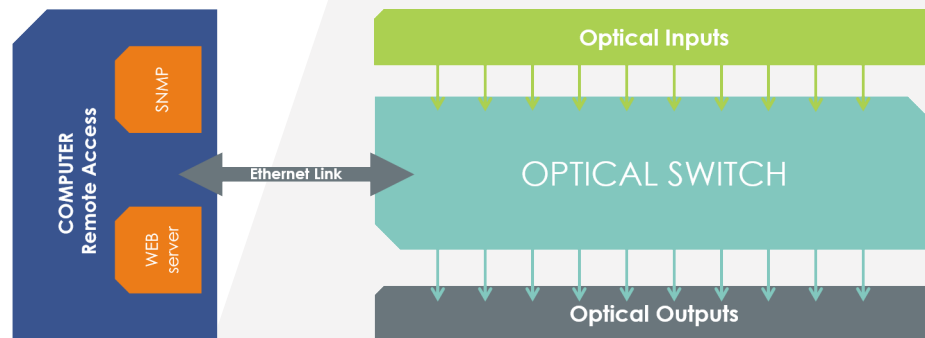 COMPUTER
Remote Access
SNMP
WEB
server
Ethernet Link
Optical Inputs
OPTICAL SWITCH
Optical Outputs